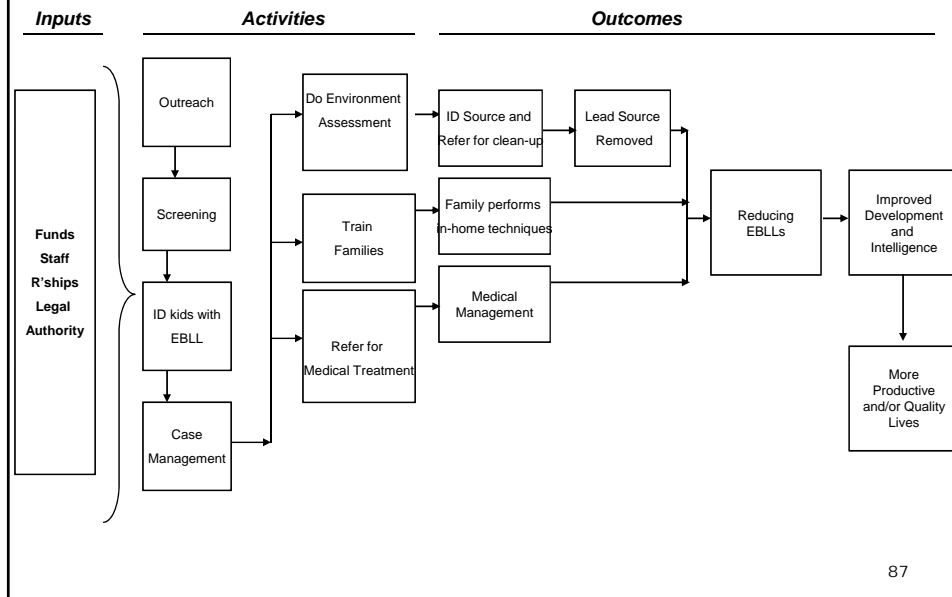 Inputs
Activities
Outcomes
Funds
Staff
R'ships
Legal
Authority
Outreach
Screening
ID kids with
EBLL
Case
Management
Do Environment
Assessment
Train
Families
Refer for
Medical Treatment
ID Source and
Refer for clean-up
Family performs
in-home techniques
Medical
Management
Lead Source
Removed
Reducing
EBLLs
Improved
Development
and
Intelligence
More
Productive
and/or Quality
Lives
87